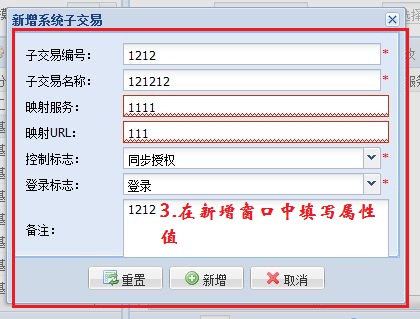 新增系统子交易
子交易编号： 1212 *
子交易名称： 121212 *
映射服务： 1111
映射URL： 111
控制标志： 同步授权 *
登录标志： 登录 *
备注： 1212
3.在新增窗口中填写属性
值
重置 新增 取消